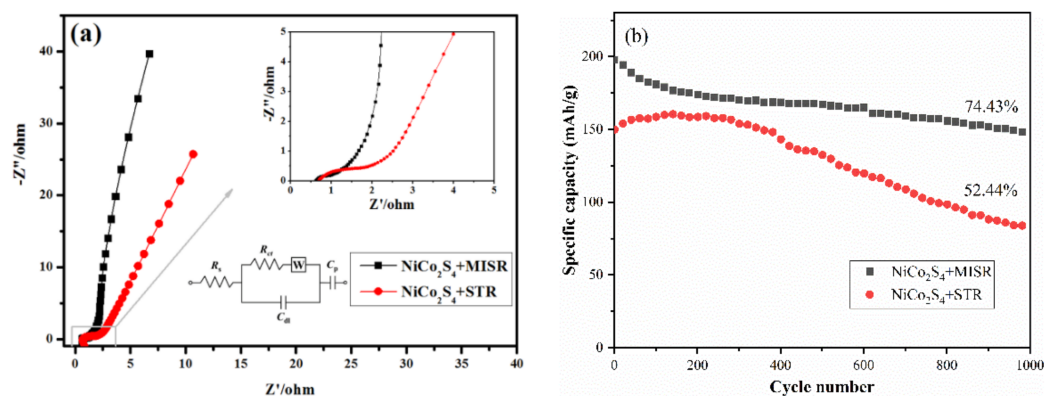 (a)
-Z''/ohm
40
30
20
10
0
0 5 10 15 20 25 30 35 40
Z'/ohm
-Z''/ohm
5
4
3
2
1
0
0 1 2 3 4 5
Z'/ohm
Rs
Rct
W
Cp
Cdl
NiCo₂S₄+MISR
NiCo₂S₄+STR
(b)
Specific capacity (mAh/g)
200
150
100
50
0
0 200 400 600 800 1000
Cycle number
74.43%
52.44%
NiCo₂S₄+MISR
NiCo₂S₄+STR